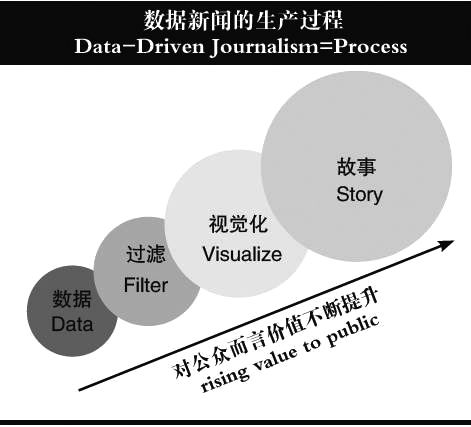 数据新闻的生产过程
Data-Driven Journalism=Process
故事
Story
视觉化
Visualize
过滤
Filter
数据
Data
对公众而言价值不断提升
rising value to public